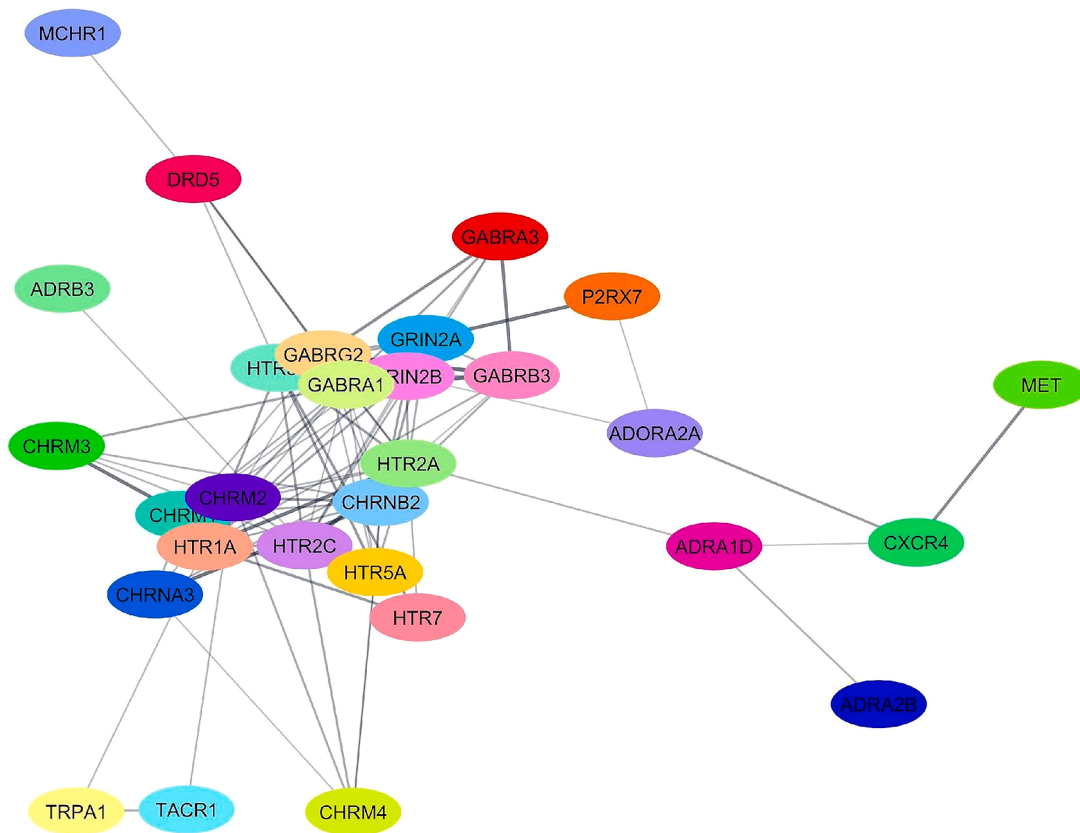 MCHR1
DRD5
GABRA3
ADRB3
P2RX7
GRIN2A
GABRG2
GABRA1
RIN2B
GABRB3
MET
ADORA2A
CHRM3
HTR2A
CHRM2
CHRNB2
HTR1A
HTR2C
ADRA1D
CXCR4
HTR5A
CHRNA3
HTR7
ADRA2B
TRPA1
TACR1
CHRM4